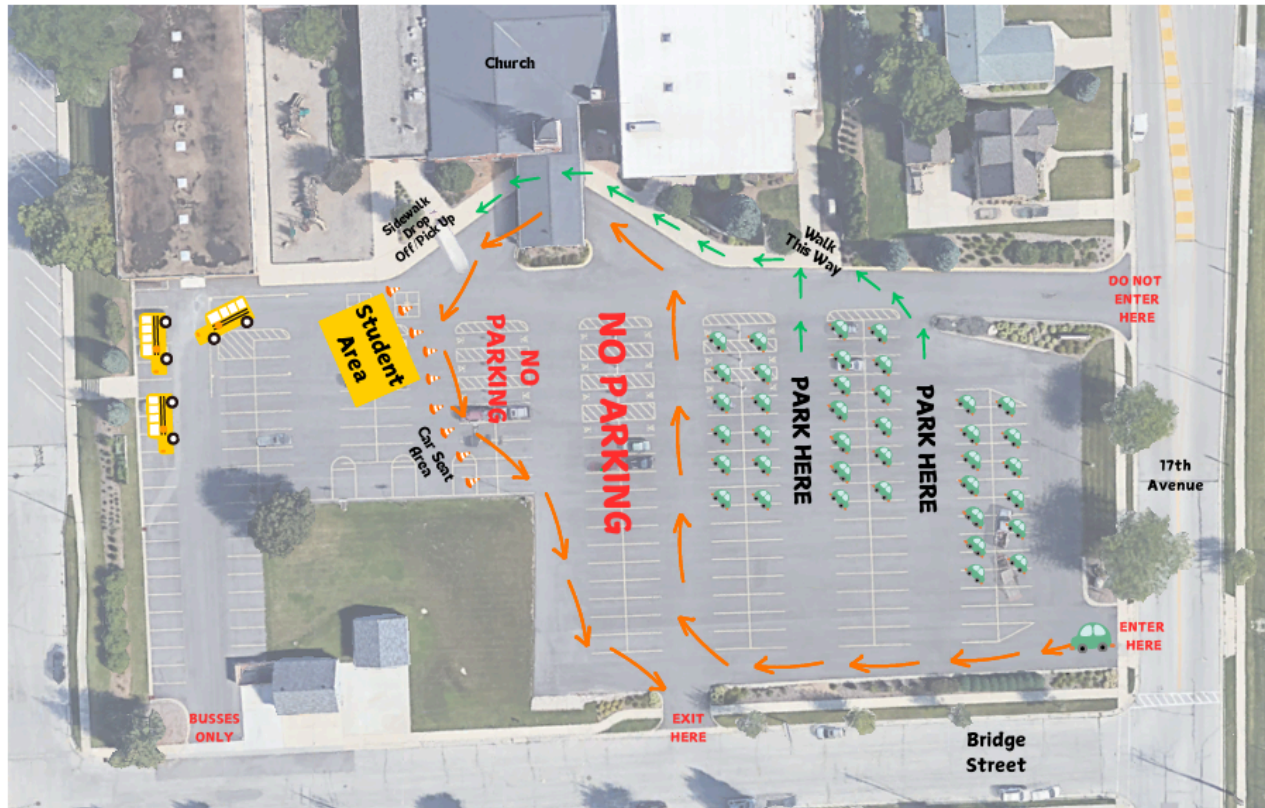 Church
Sidewalk
Drop
Off/Pick Up
Walk
This Way
DO NOT
ENTER
HERE
Student
Area
NO
PARKING
NO PARKING
PARK HERE
PARK HERE
Car Seat
Area
17th
Avenue
ENTER
HERE
BUSSES
ONLY
EXIT
HERE
Bridge
Street